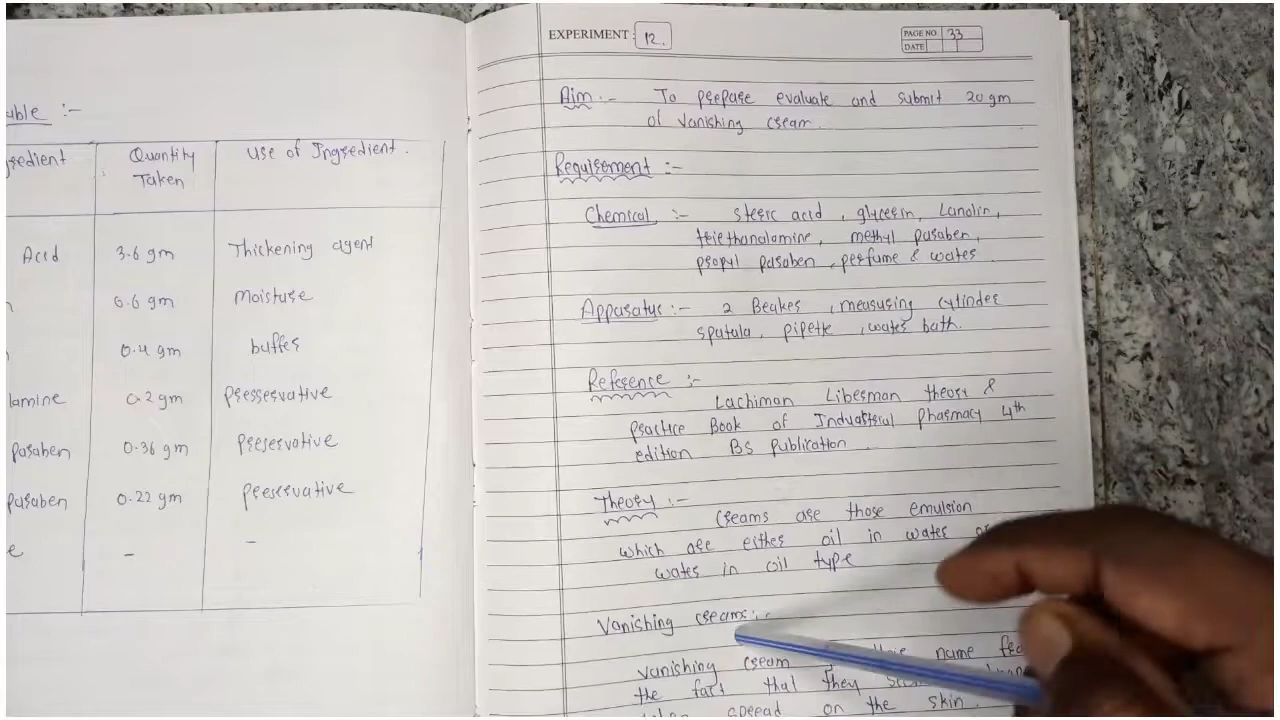 uble :-
gredient Quantity Taken Use of Ingredient.
Acid 3.6 gm Thickening agent
n 0.6 gm Moisture
n 0.4 gm buffer
lamine 0.2 gm Presservative
paraben 0.36 gm preservative
paraben 0.22 gm preservative
e - -
EXPERIMENT : 12.
PAGE NO. 33
DATE
Aim :- To prepare evaluate and submit 20 gm
of vanishing cream.
Requirement :-
Chemical, :- steric acid , glycerin, Lanolin,
triethanalamine, methyl paraben,
propyl paraben , perfume & water.
Apparatus :- 2 Beaker , measuring cylinder
spatula, pipette , water bath.
Reference :-
Lachiman Liberman theory &
practice Book of Industrial pharmacy 4th
edition BS Publication
Theory :-
Creams are those emulsion
which are either oil in water or
water in oil type
Vanishing creams :-
vanishing cream name
the fact that they
spread on the skin.